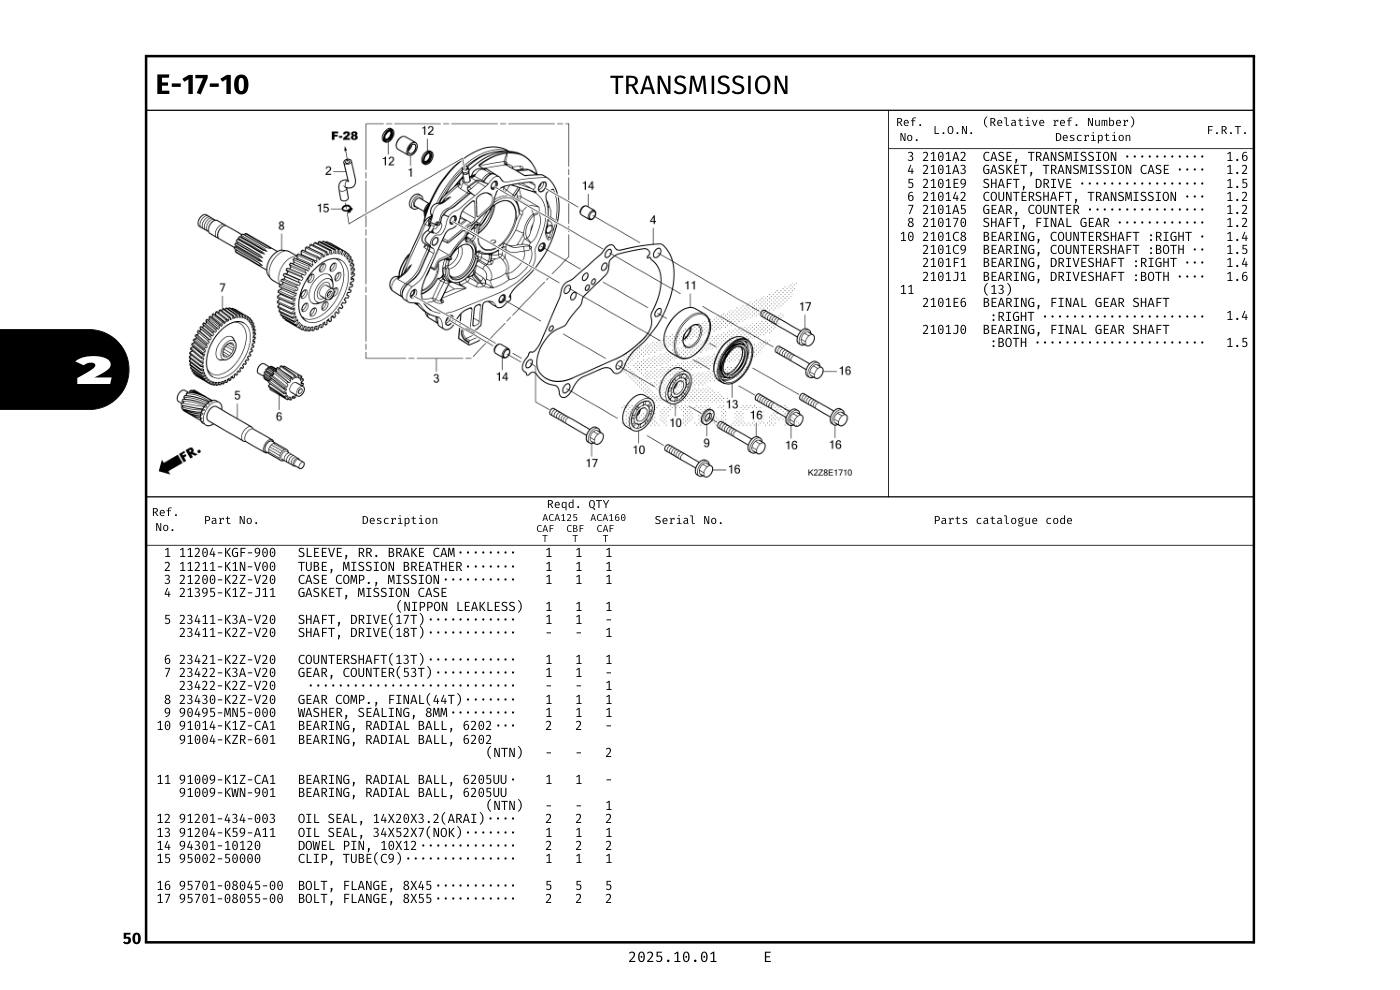 E-17-10
TRANSMISSION
F-28
12
12
1
2
15
14
4
8
7
11
17
16
3
14
13
10
16
16
16
5
6
9
10
17
16
FR.
K2Z8E1710
Ref. No. L.O.N. (Relative ref. Number) Description F.R.T.
3 2101A2 CASE, TRANSMISSION ··········· 1.6
4 2101A3 GASKET, TRANSMISSION CASE ···· 1.2
5 2101E9 SHAFT, DRIVE ················· 1.5
6 210142 COUNTERSHAFT, TRANSMISSION ··· 1.2
7 2101A5 GEAR, COUNTER ················ 1.2
8 210170 SHAFT, FINAL GEAR ············ 1.2
10 2101C8 BEARING, COUNTERSHAFT :RIGHT · 1.4
2101C9 BEARING, COUNTERSHAFT :BOTH ·· 1.5
2101F1 BEARING, DRIVESHAFT :RIGHT ··· 1.4
2101J1 BEARING, DRIVESHAFT :BOTH ···· 1.6
11 (13)
2101E6 BEARING, FINAL GEAR SHAFT
:RIGHT ······················ 1.4
2101J0 BEARING, FINAL GEAR SHAFT
:BOTH ······················· 1.5
2
Ref. No. Part No. Description Reqd. QTY Serial No. Parts catalogue code
ACA125 ACA160
CAF CBF CAF
T T T
1 11204-KGF-900 SLEEVE, RR. BRAKE CAM········ 1 1 1
2 11211-K1N-V00 TUBE, MISSION BREATHER······· 1 1 1
3 21200-K2Z-V20 CASE COMP., MISSION·········· 1 1 1
4 21395-K1Z-J11 GASKET, MISSION CASE
(NIPPON LEAKLESS) 1 1 1
5 23411-K3A-V20 SHAFT, DRIVE(17T)············ 1 1 -
23411-K2Z-V20 SHAFT, DRIVE(18T)············ - - 1
6 23421-K2Z-V20 COUNTERSHAFT(13T)············ 1 1 1
7 23422-K3A-V20 GEAR, COUNTER(53T)··········· 1 1 -
23422-K2Z-V20 ···························· - - 1
8 23430-K2Z-V20 GEAR COMP., FINAL(44T)······· 1 1 1
9 90495-MN5-000 WASHER, SEALING, 8MM········· 1 1 1
10 91014-K1Z-CA1 BEARING, RADIAL BALL, 6202··· 2 2 -
91004-KZR-601 BEARING, RADIAL BALL, 6202
(NTN) - - 2
11 91009-K1Z-CA1 BEARING, RADIAL BALL, 6205UU· 1 1 -
91009-KWN-901 BEARING, RADIAL BALL, 6205UU
(NTN) - - 1
12 91201-434-003 OIL SEAL, 14X20X3.2(ARAI)···· 2 2 2
13 91204-K59-A11 OIL SEAL, 34X52X7(NOK)······· 1 1 1
14 94301-10120 DOWEL PIN, 10X12············· 2 2 2
15 95002-50000 CLIP, TUBE(C9)··············· 1 1 1
16 95701-08045-00 BOLT, FLANGE, 8X45··········· 5 5 5
17 95701-08055-00 BOLT, FLANGE, 8X55··········· 2 2 2
50
2025.10.01 E